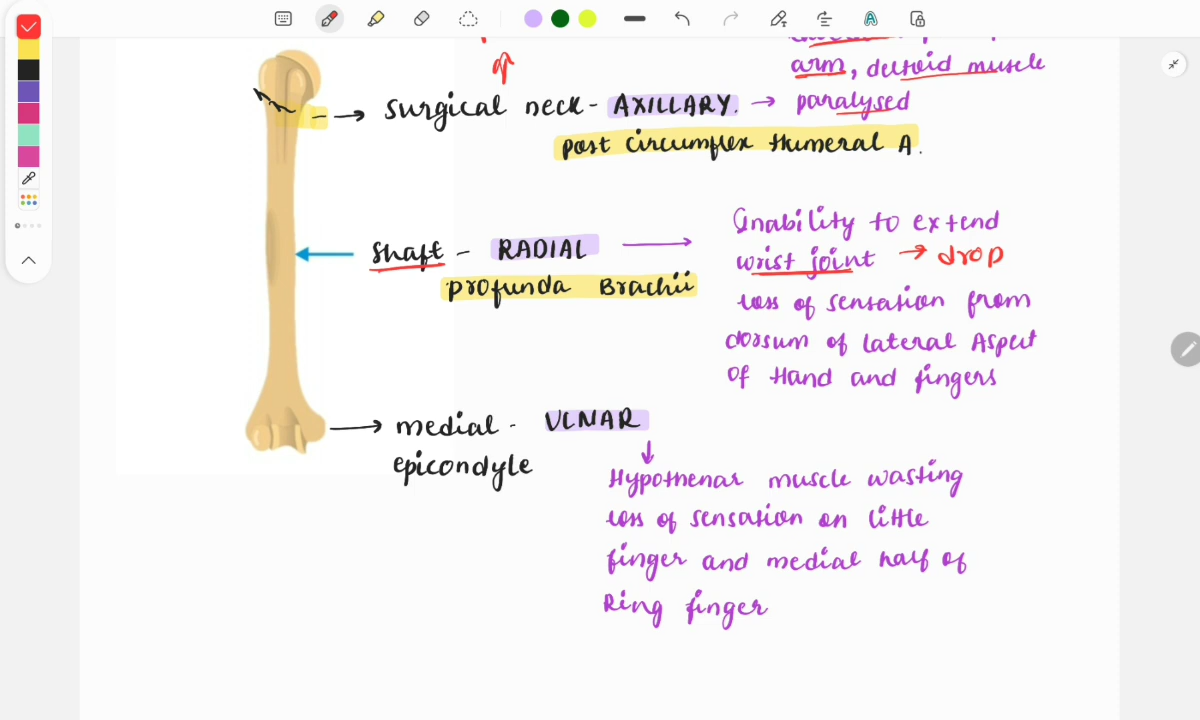 arm, deltoid muscle
surgical neck - AXILLARY. → paralysed
post circumflex Humeral A.
Inability to extend
shaft - RADIAL → wrist joint → drop
profunda Brachii
loss of sensation from
dorsum of lateral Aspect
of Hand and fingers
→ medial - ULNAR
epicondyle
Hypothenar muscle wasting
loss of sensation on little
finger and medial half of
Ring finger